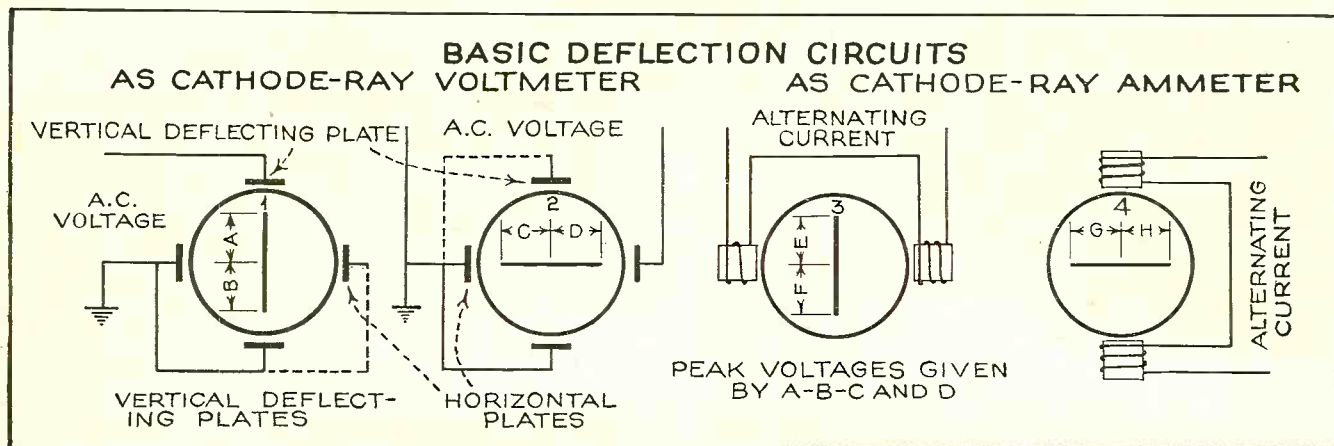 BASIC DEFLECTION CIRCUITS
AS CATHODE-RAY VOLTMETER
AS CATHODE-RAY AMMETER
VERTICAL DEFLECTING PLATE
A.C. VOLTAGE
ALTERNATING
CURRENT
A.C.
VOLTAGE
1
A
B
2
C
D
3
E
F
4
G
H
ALTERNATING
CURRENT
VERTICAL DEFLECT-
ING PLATES
HORIZONTAL
PLATES
PEAK VOLTAGES GIVEN
BY A-B-C AND D